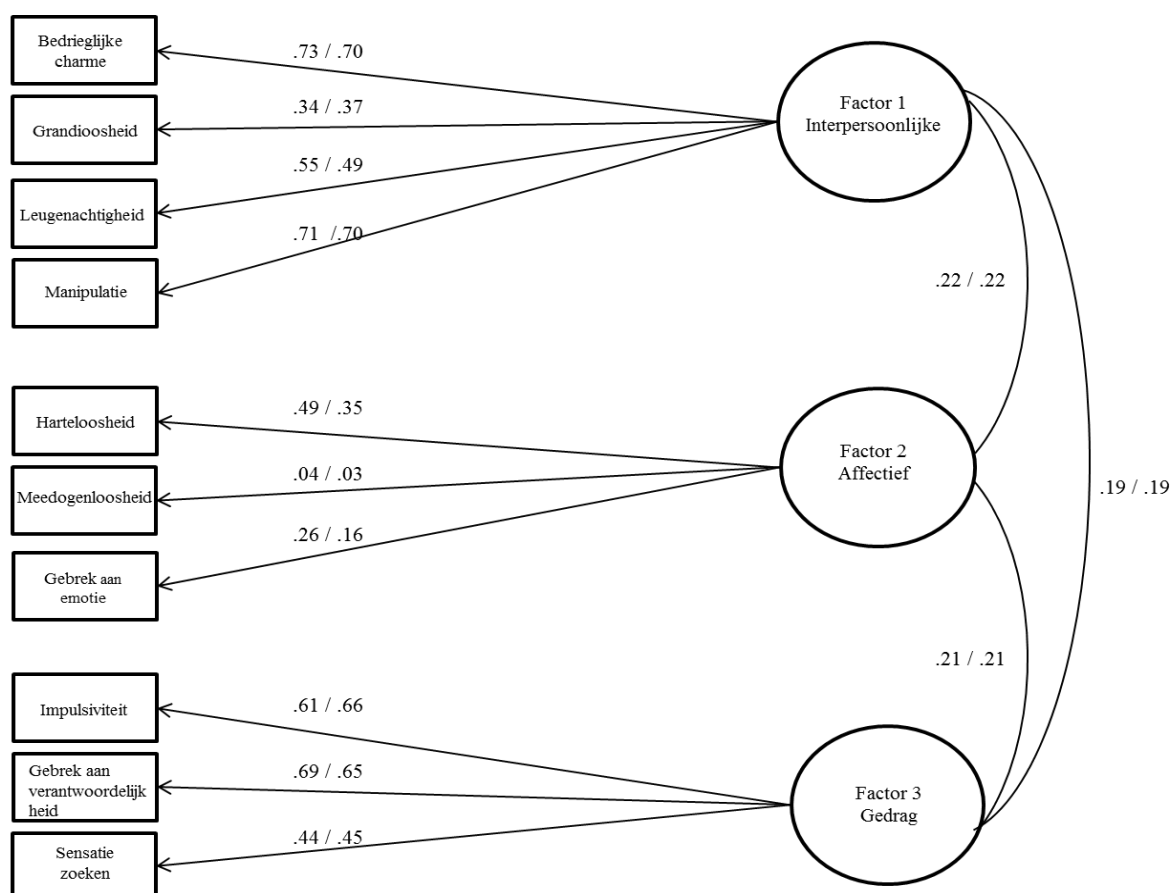 Bedrieglijke
charme
.73 / .70
Factor 1
Interpersoonlijke
Grandioosheid
.34 / .37
Leugenachtigheid
.55 / .49
Manipulatie
.71 /.70
.22 / .22
Harteloosheid
.49 / .35
Factor 2
Affectief
Meedogenloosheid
.04 / .03
.19 / .19
Gebrek aan
emotie
.26 / .16
.21 / .21
Impulsiviteit
.61 / .66
Gebrek aan
verantwoordelijk
heid
.69 / .65
Factor 3
Gedrag
Sensatie
zoeken
.44 / .45